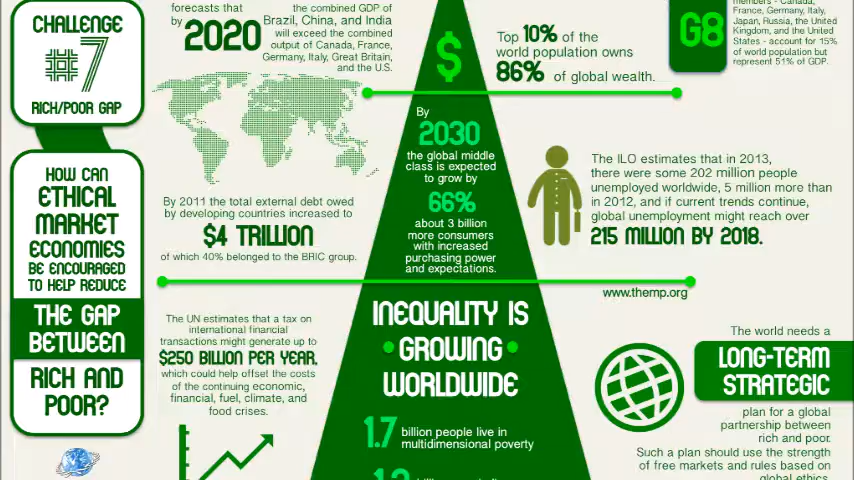 CHALLENGE
#7
RICH/POOR GAP
HOW CAN
ETHICAL
MARKET
ECONOMIES
BE ENCOURAGED
TO HELP REDUCE
THE GAP
BETWEEN
RICH AND
POOR?
forecasts that
by 2020
the combined GDP of
Brazil, China, and India
will exceed the combined
output of Canada, France,
Germany, Italy, Great Britain,
and the U.S.
By 2011 the total external debt owed
by developing countries increased to
$4 TRILLION
of which 40% belonged to the BRIC group.
The UN estimates that a tax on
international financial
transactions might generate up to
$250 BILLION PER YEAR,
which could help offset the costs
of the continuing economic,
financial, fuel, climate, and
food crises.
$
By
2030
the global middle
class is expected
to grow by
66%
about 3 billion
more consumers
with increased
purchasing power
and expectations.
INEQUALITY IS
• GROWING •
WORLDWIDE
1.7 billion people live in
multidimensional poverty
Top 10% of the
world population owns
86% of global wealth.
G8
members - Canada,
France, Germany, Italy,
Japan, Russia, the United
Kingdom, and the United
States - account for 15%
of world population but
represent 51% of GDP.
The ILO estimates that in 2013,
there were some 202 million people
unemployed worldwide, 5 million more than
in 2012, and if current trends continue,
global unemployment might reach over
215 MILLION BY 2018.
www.themp.org
The world needs a
LONG-TERM
STRATEGIC
plan for a global
partnership between
rich and poor.
Such a plan should use the strength
of free markets and rules based on
global ethics.